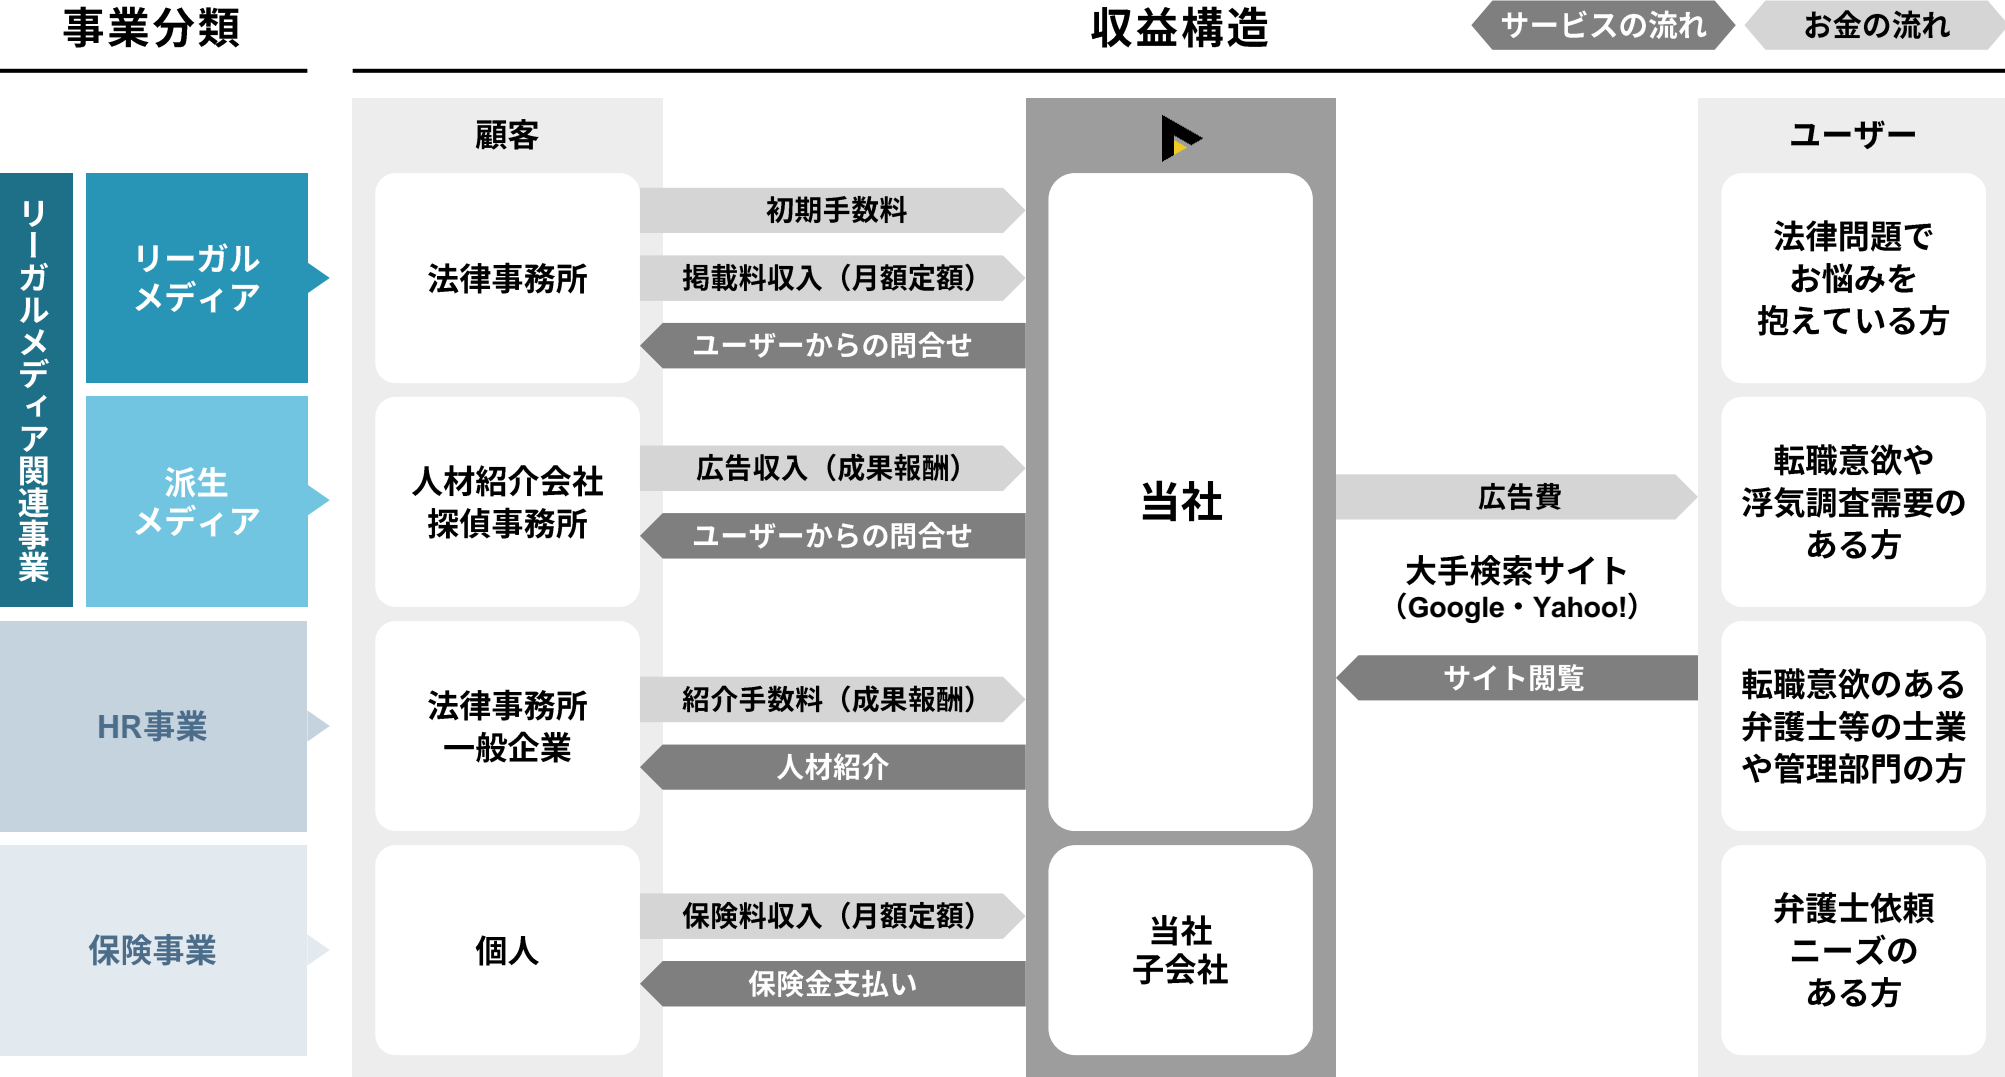 事業分類
収益構造
サービスの流れ
お金の流れ
顧客
ユーザー
リーガルメディア関連事業
リーガル
メディア
法律事務所
初期手数料
掲載料収入（月額定額）
ユーザーからの問合せ
法律問題で
お悩みを
抱えている方
派生
メディア
人材紹介会社
探偵事務所
広告収入（成果報酬）
ユーザーからの問合せ
当社
広告費
大手検索サイト
（Google・Yahoo!）
サイト閲覧
転職意欲や
浮気調査需要の
ある方
HR事業
法律事務所
一般企業
紹介手数料（成果報酬）
人材紹介
転職意欲のある
弁護士等の士業
や管理部門の方
保険事業
個人
保険料収入（月額定額）
保険金支払い
当社
子会社
弁護士依頼
ニーズの
ある方